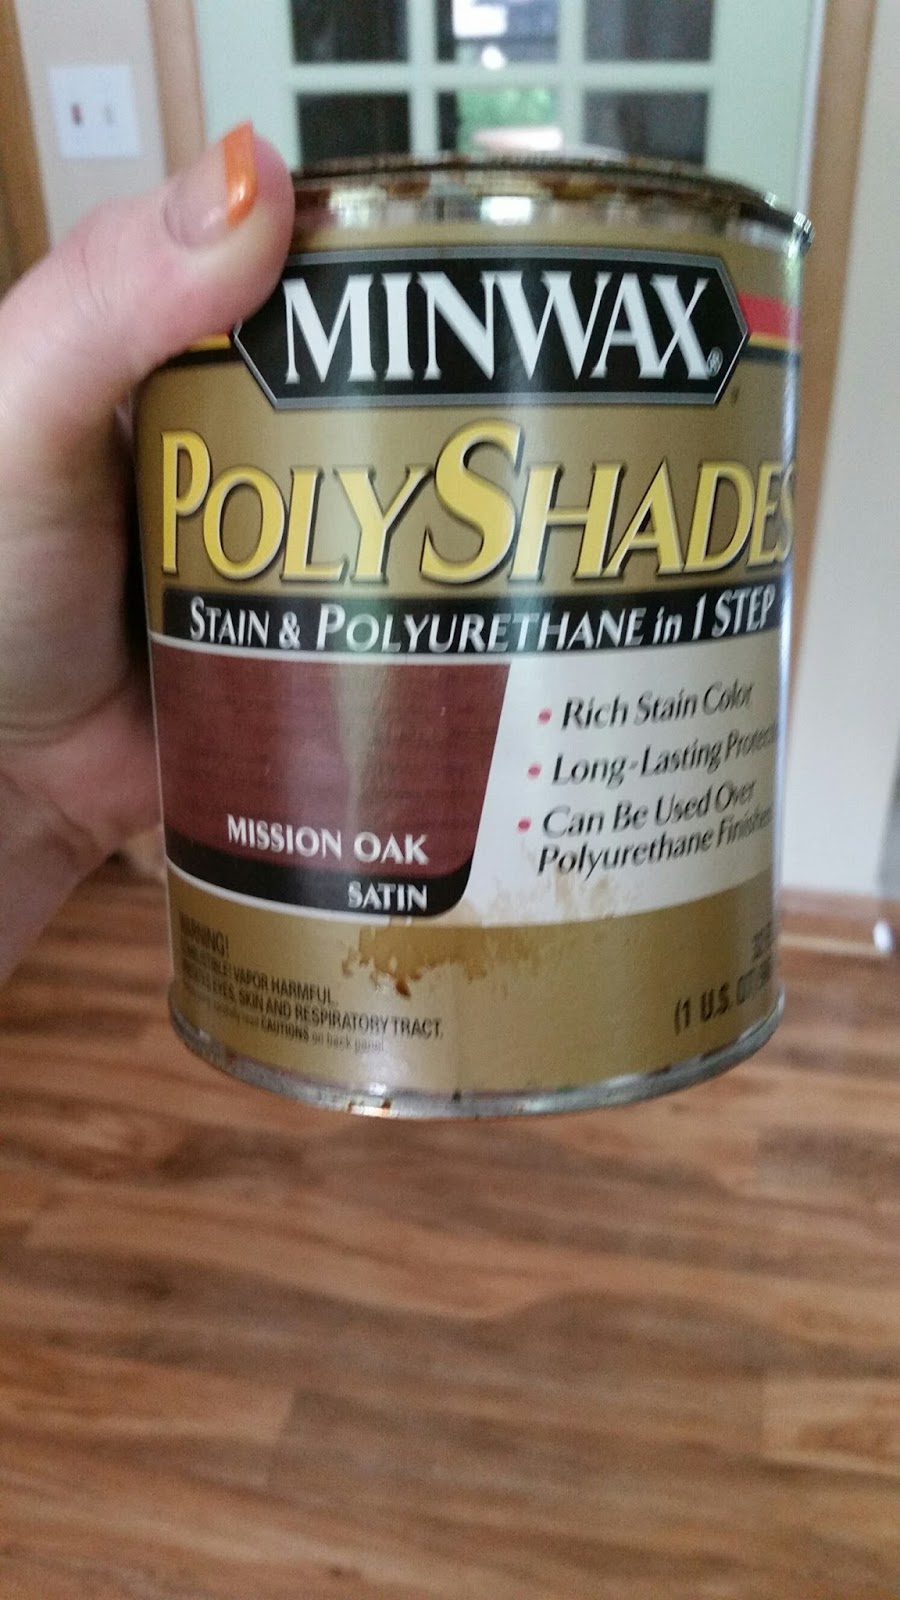 MINWAX®
POLYSHADES
STAIN & POLYURETHANE in 1 STEP
• Rich Stain Color
• Long-Lasting
• Can Be Used Over
Polyurethane
MISSION OAK
SATIN
VAPOR HARMFUL.
EYES, SKIN AND RESPIRATORY TRACT.
CAUTIONS on back panel
(1 U.S.